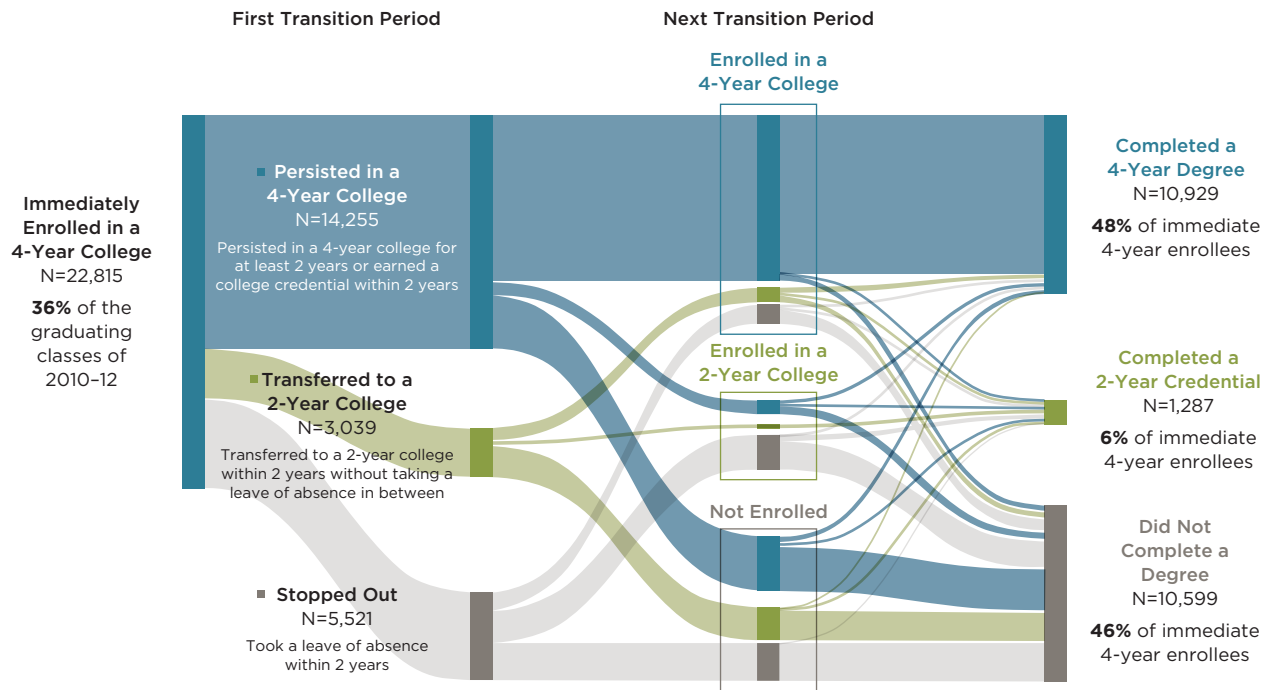 First Transition Period
Next Transition Period
Immediately
Enrolled in a
4-Year College
N=22,815
36% of the
graduating
classes of
2010–12
Persisted in a
4-Year College
N=14,255
Persisted in a 4-year college for
at least 2 years or earned a
college credential within 2 years
Transferred to a
2-Year College
N=3,039
Transferred to a 2-year college
within 2 years without taking a
leave of absence in between
Stopped Out
N=5,521
Took a leave of absence
within 2 years
Enrolled in a
4-Year College
Enrolled in a
2-Year College
Not Enrolled
Completed a
4-Year Degree
N=10,929
48% of immediate
4-year enrollees
Completed a
2-Year Credential
N=1,287
6% of immediate
4-year enrollees
Did Not
Complete a
Degree
N=10,599
46% of immediate
4-year enrollees